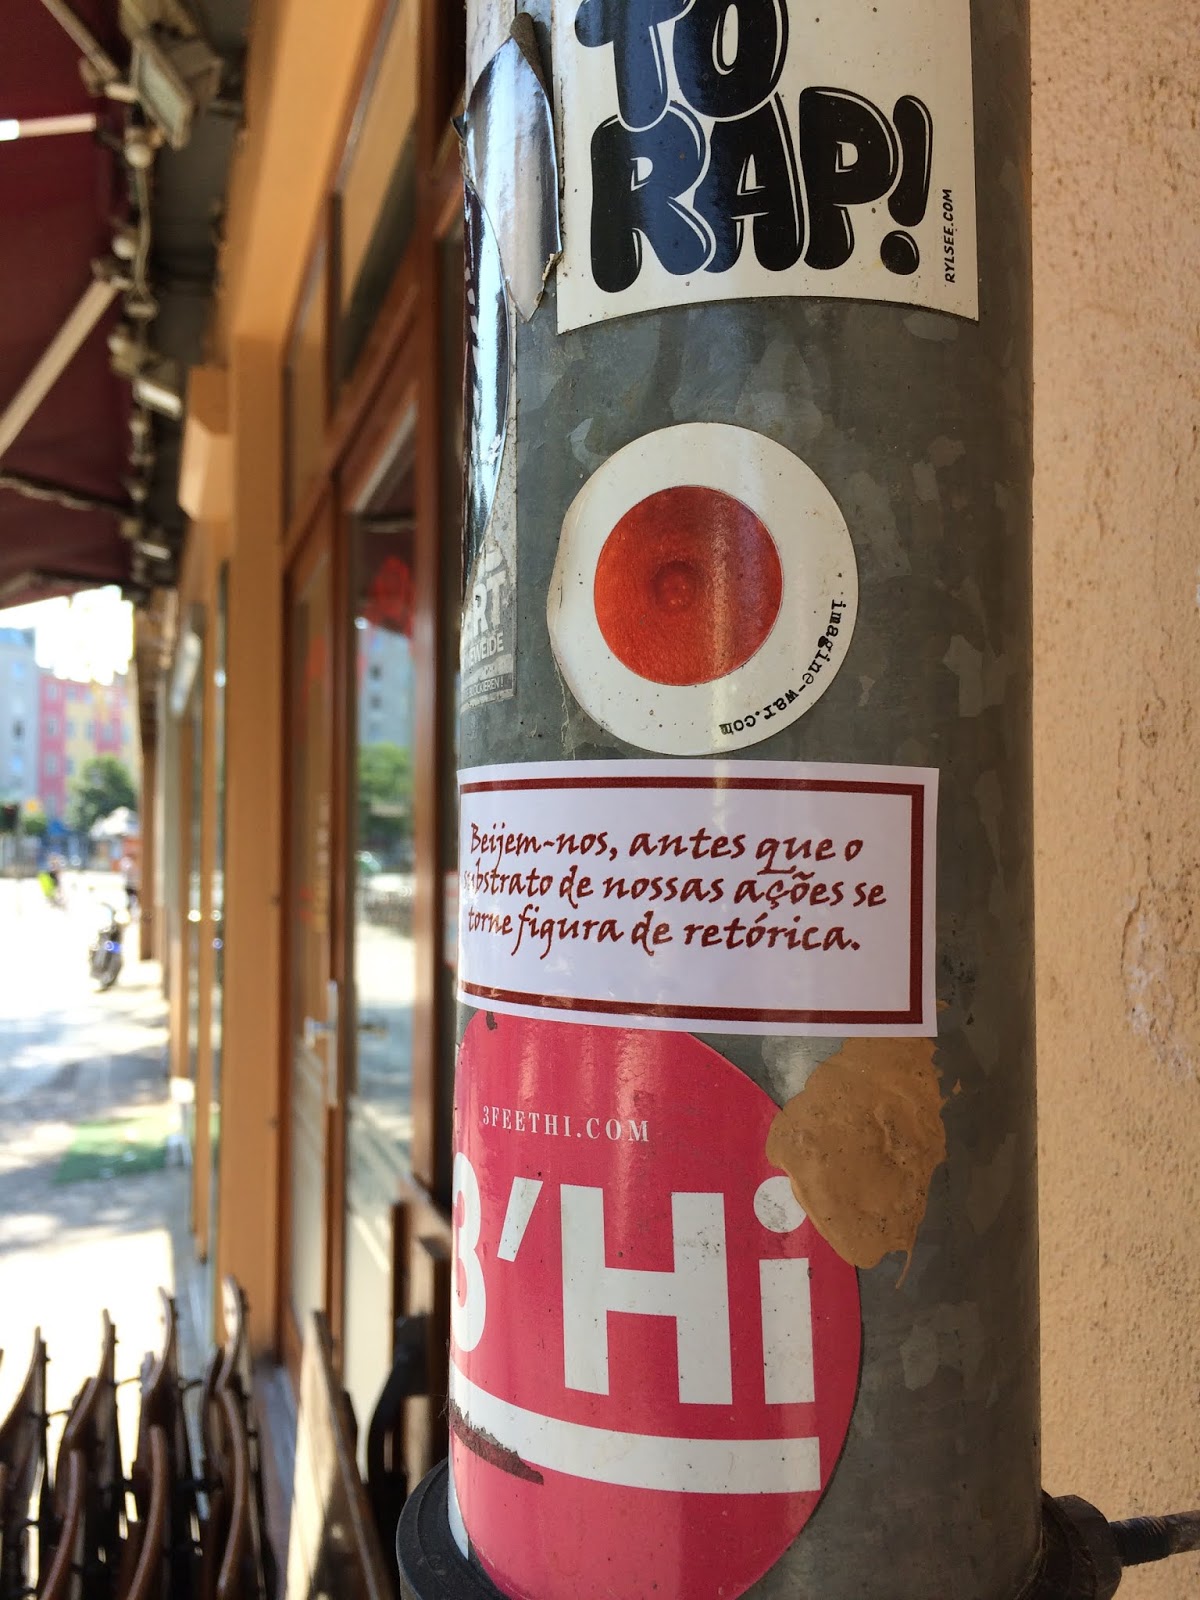 TO
RAP!
RYLSEE.COM
imagine-war.com
Beijem-nos, antes que o
substrato de nossas ações se
torne figura de retórica.
3FEETHI.COM
3'Hi